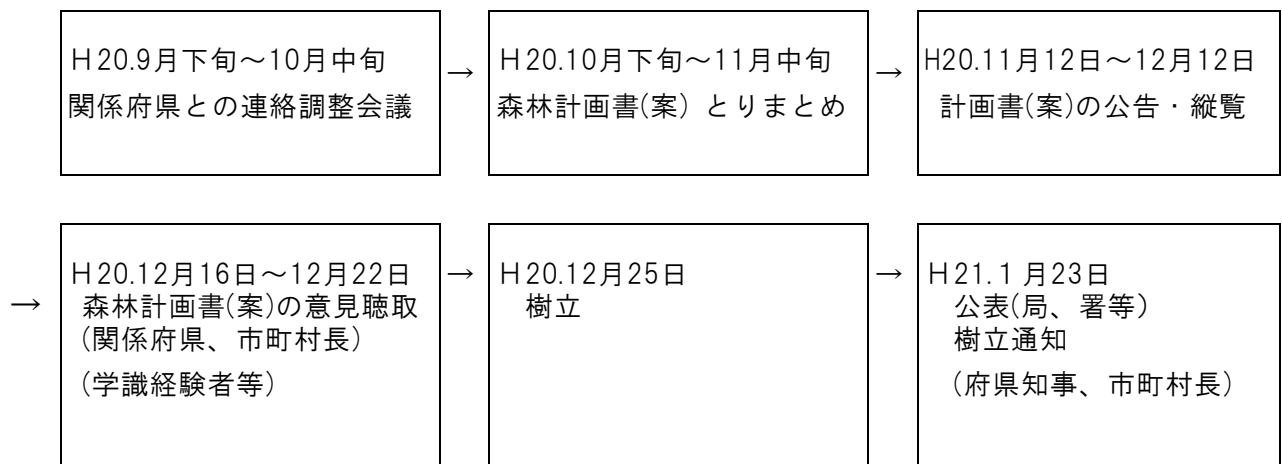 H20.9月下旬～10月中旬
関係府県との連絡調整会議
→
H20.10月下旬～11月中旬
森林計画書(案) とりまとめ
→
H20.11月12日～12月12日
計画書(案)の公告・縦覧
→
H20.12月16日～12月22日
森林計画書(案)の意見聴取
(関係府県、市町村長)
(学識経験者等)
→
H20.12月25日
樹立
→
H21.1月23日
公表(局、署等)
樹立通知
(府県知事、市町村長)